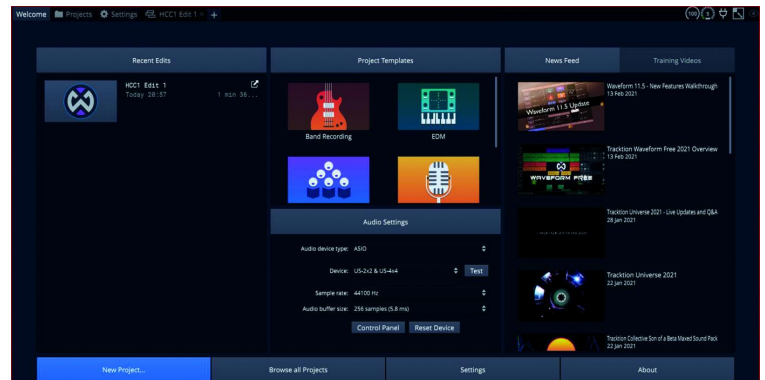 Welcome Projects Settings HCC1 Edit 1 × +
Recent Edits
HCC1 Edit 1
Today 20:57 1 min 36...
Project Templates
Band Recording EDM
Audio Settings
Audio device type: ASIO
Device: US-2x2 & US-4x4 Test
Sample rate: 44100 Hz
Audio buffer size: 256 samples (5.8 ms)
Control Panel Reset Device
News Feed Training Videos
Waveform 11.5 Update
Waveform 11.5 - New Features Walkthrough
13 Feb 2021
WAVEFORM FREE
Tracktion Waveform Free 2021 Overview
13 Feb 2021
Tracktion Universe 2021 - Live Updates and Q&A
28 Jan 2021
Tracktion Universe 2021
22 Jan 2021
Tracktion Collective Son of a Beta Maxed Sound Pack
22 Jan 2021
New Project... Browse all Projects Settings About